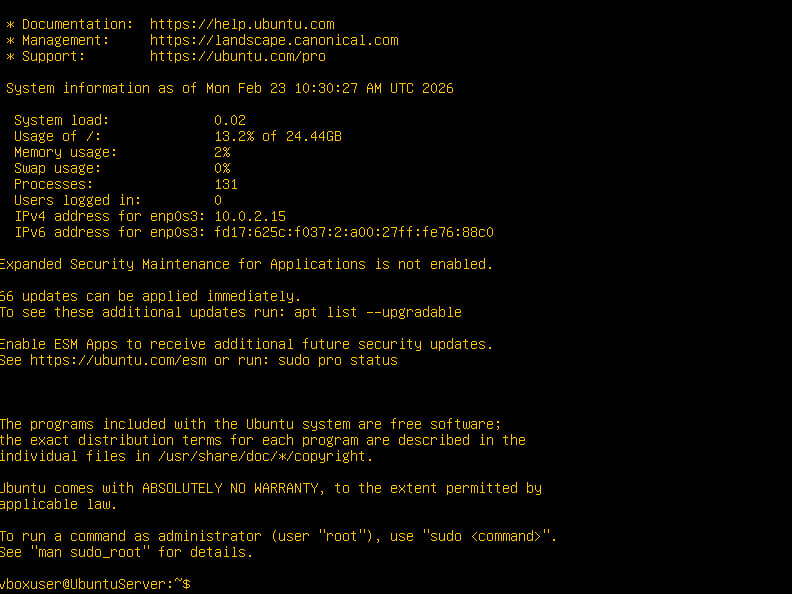 * Documentation:  https://help.ubuntu.com
* Management:     https://landscape.canonical.com
* Support:        https://ubuntu.com/pro
System information as of Mon Feb 23 10:30:27 AM UTC 2026
System load:             0.02
Usage of /:              13.2% of 24.44GB
Memory usage:            2%
Swap usage:              0%
Processes:               131
Users logged in:         0
IPv4 address for enp0s3: 10.0.2.15
IPv6 address for enp0s3: fd17:625c:f037:2:a00:27ff:fe76:88c0
Expanded Security Maintenance for Applications is not enabled.
66 updates can be applied immediately.
To see these additional updates run: apt list --upgradable
Enable ESM Apps to receive additional future security updates.
See https://ubuntu.com/esm or run: sudo pro status
The programs included with the Ubuntu system are free software;
the exact distribution terms for each program are described in the
individual files in /usr/share/doc/*/copyright.
Ubuntu comes with ABSOLUTELY NO WARRANTY, to the extent permitted by
applicable law.
To run a command as administrator (user "root"), use "sudo <command>".
See "man sudo_root" for details.
vboxuser@UbuntuServer:~$